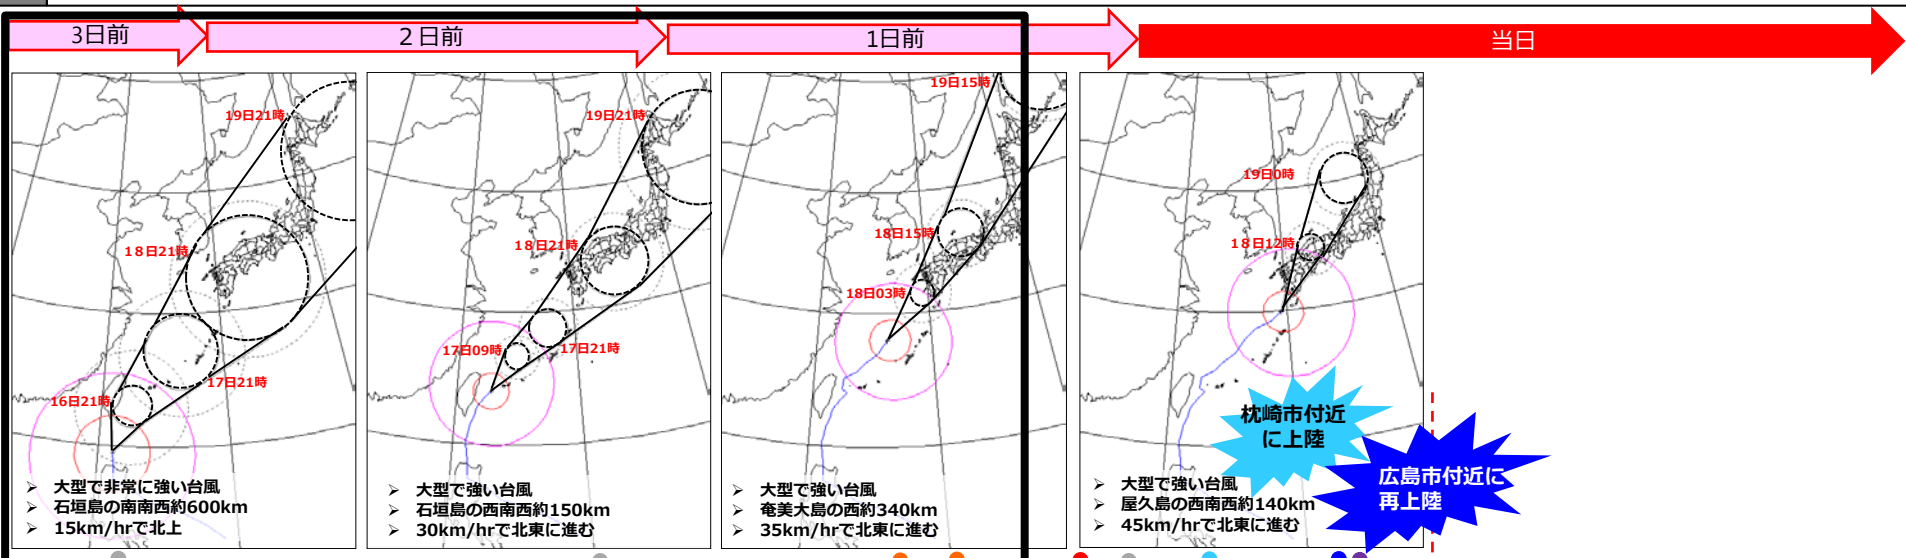 3日前
２日前
1日前
当日
19日21時
18日21時
17日21時
16日21時
➢ 大型で非常に強い台風
➢ 石垣島の南南西約600km
➢ 15km/hrで北上
19日21時
18日21時
17日09時
17日21時
➢ 大型で強い台風
➢ 石垣島の西南西約150km
➢ 30km/hrで北東に進む
19日15時
18日15時
18日03時
➢ 大型で強い台風
➢ 奄美大島の西約340km
➢ 35km/hrで北東に進む
19日0時
18日12時
枕崎市付近
に上陸
広島市付近に
再上陸
➢ 大型で強い台風
➢ 屋久島の西南西約140km
➢ 45km/hrで北東に進む